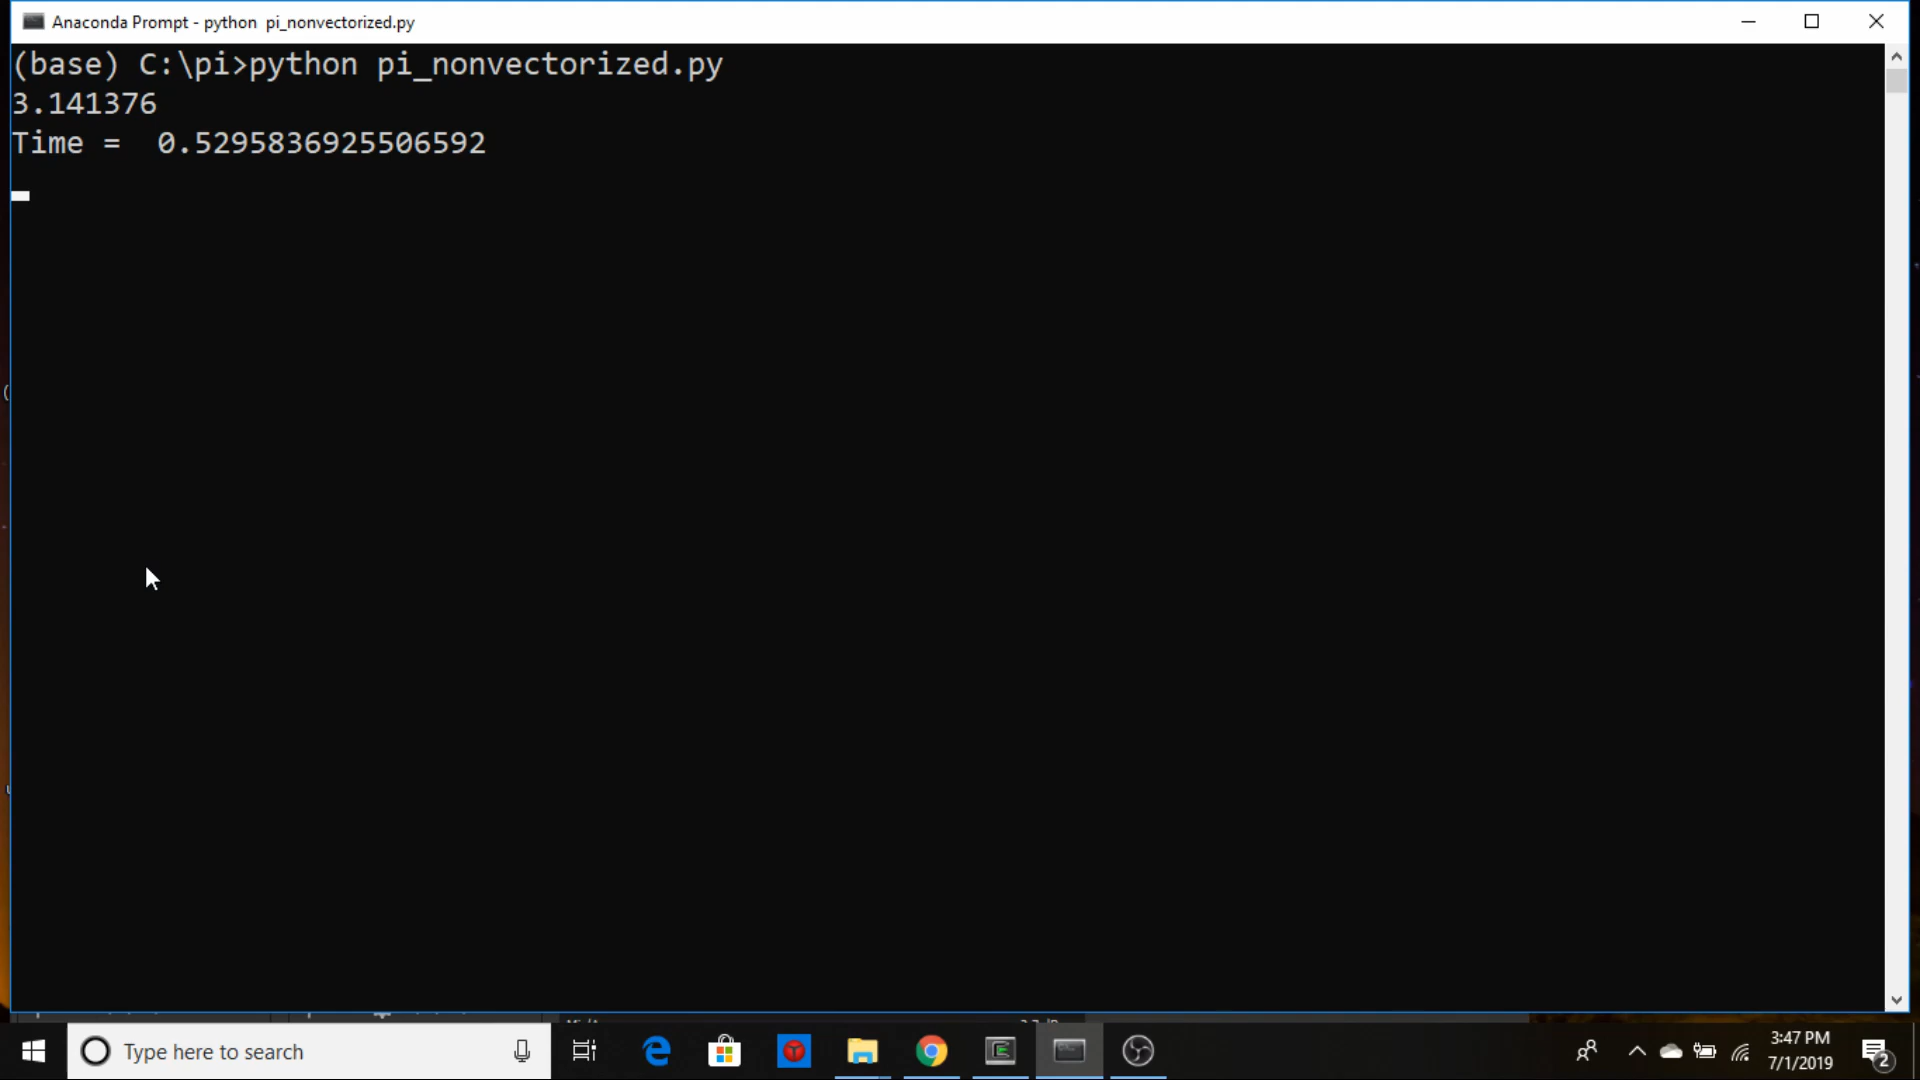 Anaconda Prompt - python  pi_nonvectorized.py
(base) C:\pi>python pi_nonvectorized.py
3.141376
Time =  0.5295836925506592
Type here to search
3:47 PM
7/1/2019
2